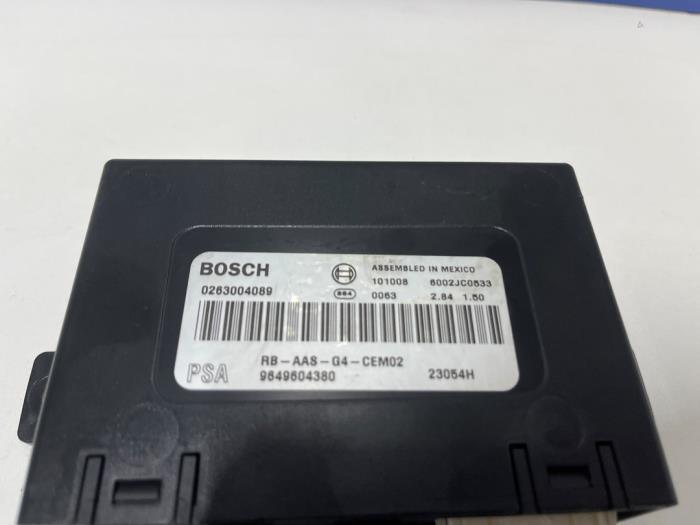 BOSCH
ASSEMBLED IN MEXICO
101008 6002JC0533
0263004089
864 0063 2.84 1.50
RB-AAS-G4-CEM02
PSA 9649604380 23054H